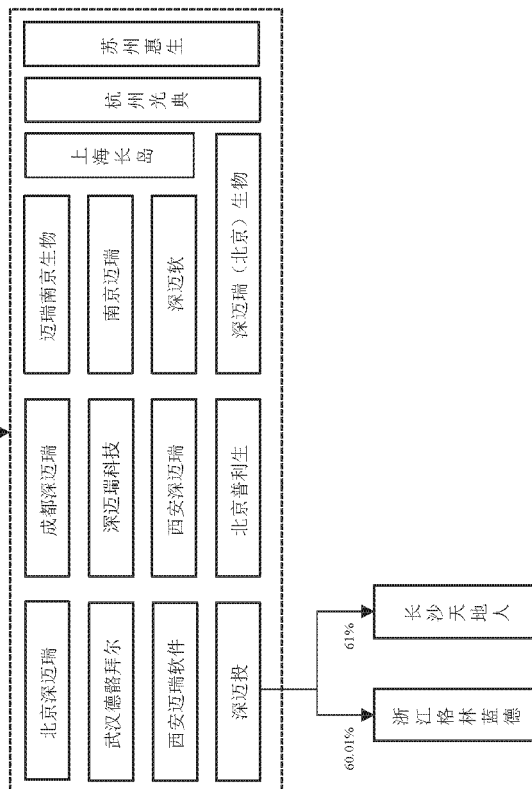 北京深迈瑞
成都深迈瑞
迈瑞南京生物
武汉德骼拜尔
深迈瑞科技
南京迈瑞
西安迈瑞软件
西安深迈瑞
深迈软
深迈投
北京普利生
深迈瑞（北京）生物
上海长岛
杭州光典
苏州惠生
60.01%
61%
浙江格林蓝德
长沙天地人